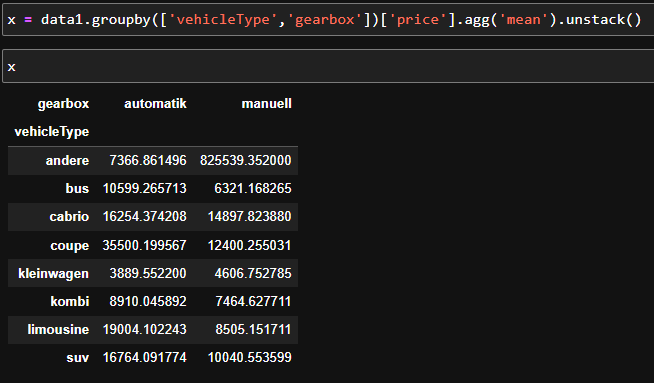 x = data1.groupby(['vehicleType','gearbox'])['price'].agg('mean').unstack()
x
gearbox automatik manuell
vehicleType
andere 7366.861496 825539.352000
bus 10599.265713 6321.168265
cabrio 16254.374208 14897.823880
coupe 35500.199567 12400.255031
kleinwagen 3889.552200 4606.752785
kombi 8910.045892 7464.627711
limousine 19004.102243 8505.151711
suv 16764.091774 10040.553599